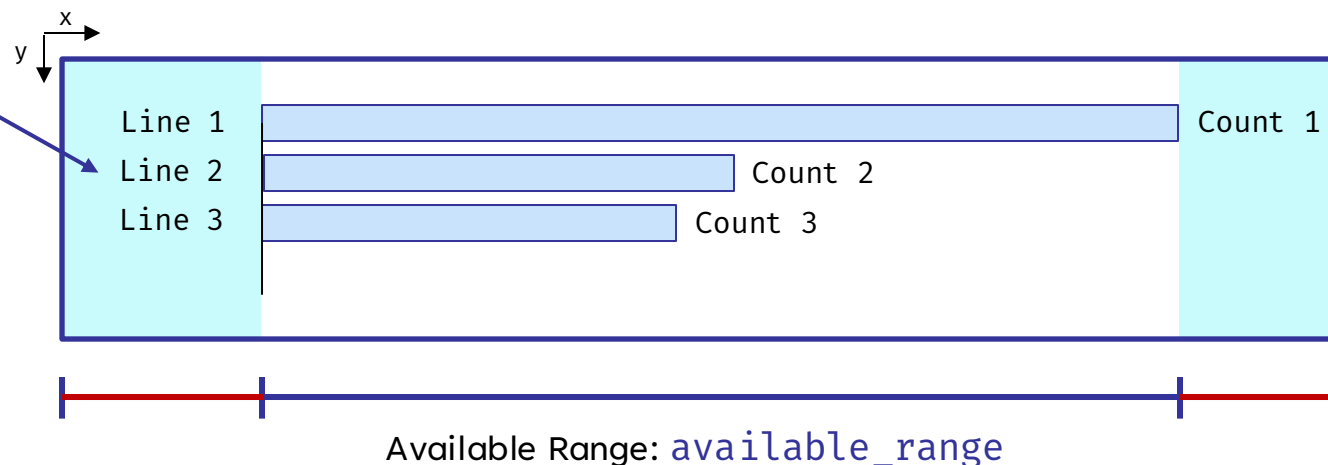 x
y
Line 1 Count 1
Line 2 Count 2
Line 3 Count 3
Available Range: available_range